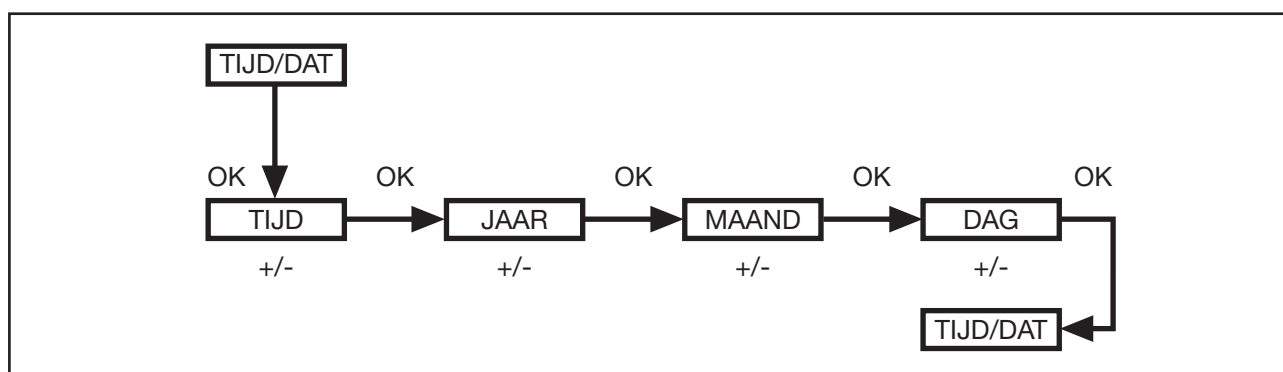 TIJD/DAT
OK OK OK OK OK
TIJD JAAR MAAND DAG
+/- +/- +/- +/-
TIJD/DAT